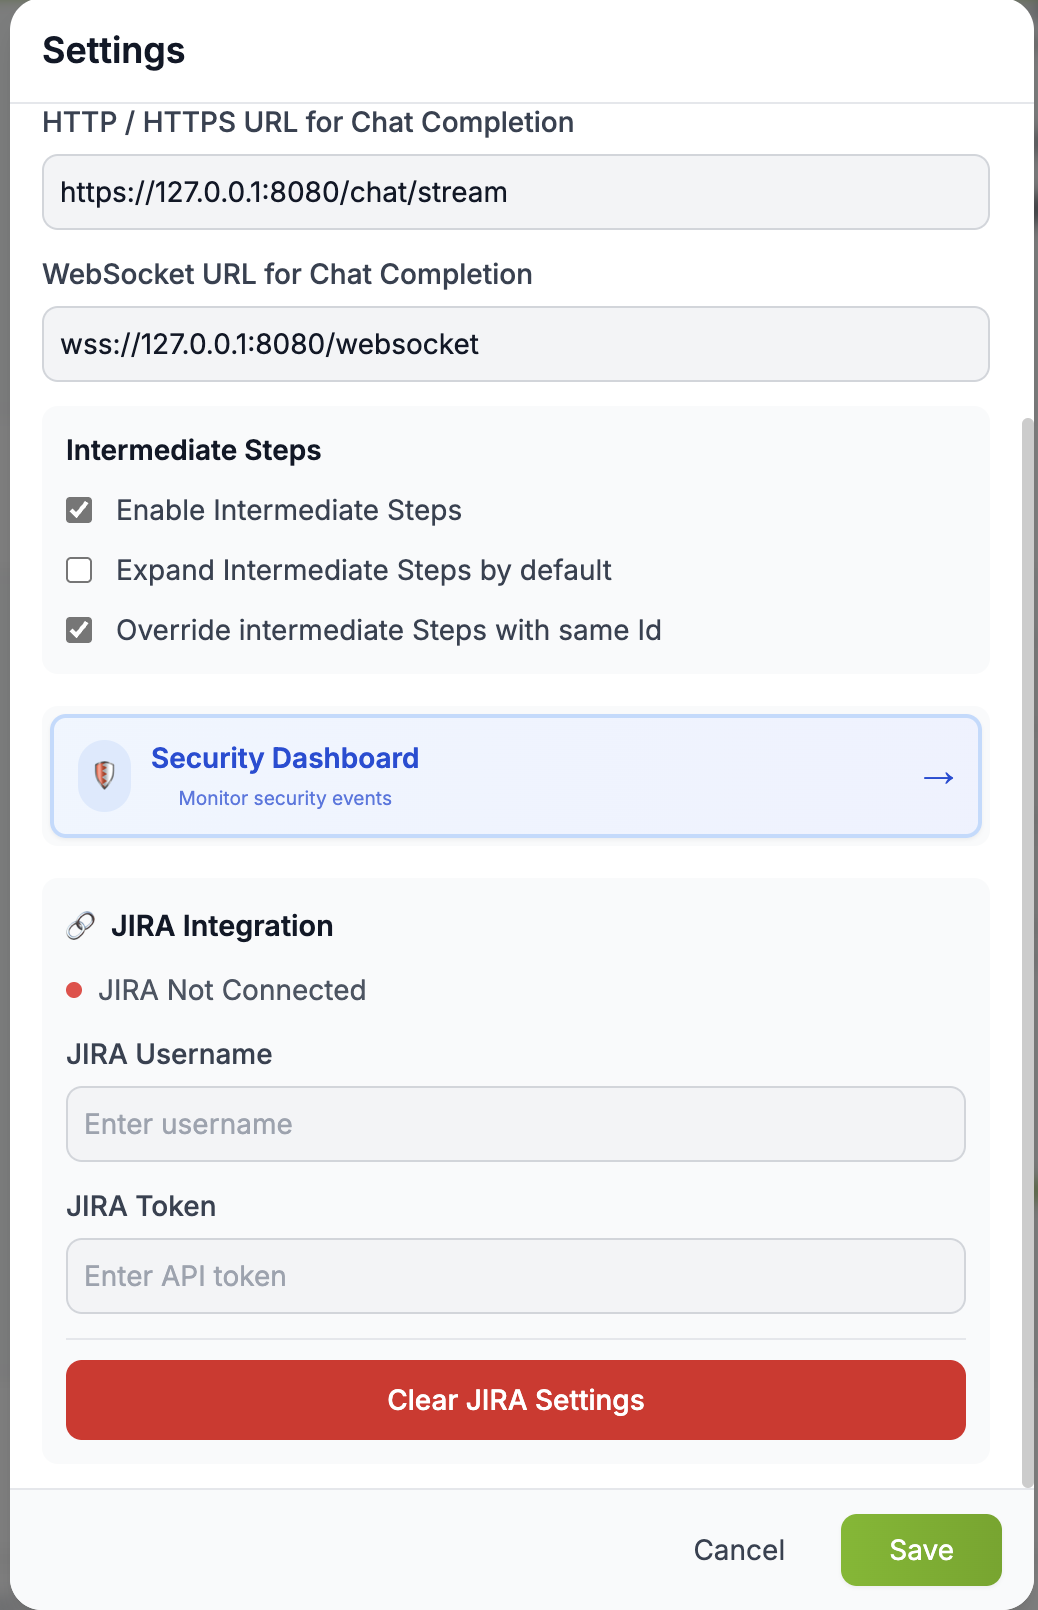 Settings
HTTP / HTTPS URL for Chat Completion
https://127.0.0.1:8080/chat/stream
WebSocket URL for Chat Completion
wss://127.0.0.1:8080/websocket
Intermediate Steps
Enable Intermediate Steps
Expand Intermediate Steps by default
Override intermediate Steps with same Id
Security Dashboard
Monitor security events
JIRA Integration
JIRA Not Connected
JIRA Username
Enter username
JIRA Token
Enter API token
Clear JIRA Settings
Cancel
Save